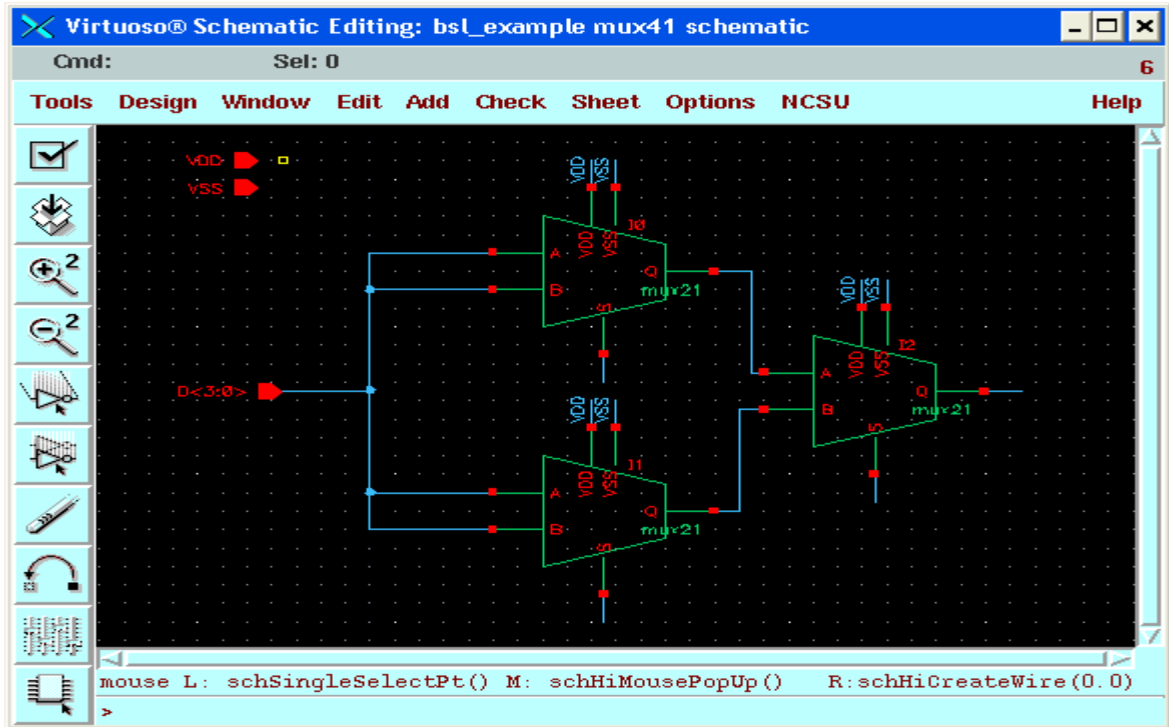 Virtuoso® Schematic Editing: bsl_example mux41 schematic
Cmd: Sel: 0 6
Tools Design Window Edit Add Check Sheet Options NCSU Help
VDD
VSS
VDD VSS
I0
VDD VSS
A
Q
B
mux21
S
VDD VSS
I2
VDD VSS
A
D<3:0>
Q
B
mux21
S
VDD VSS
I1
VDD VSS
A
Q
B
mux21
S
2
2
mouse L: schSingleSelectPt() M: schHiMousePopUp() R:schHiCreateWire(0.0)
>